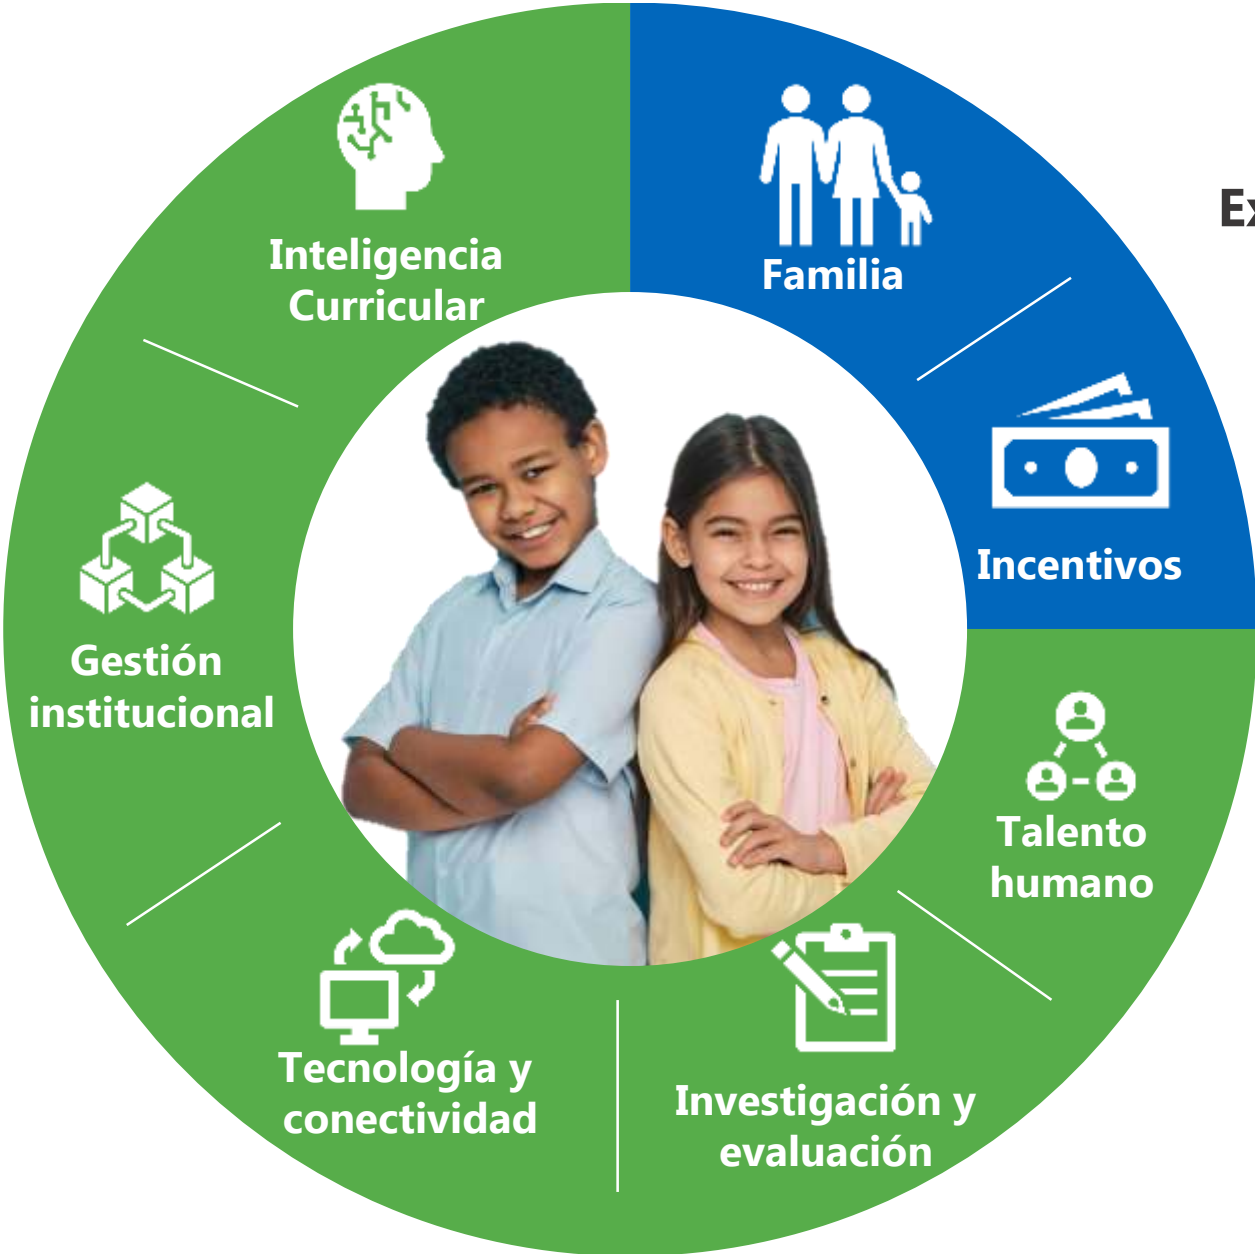 Inteligencia
Curricular
Familia
Incentivos
Gestión
institucional
Talento
humano
Tecnología y
conectividad
Investigación y
evaluación